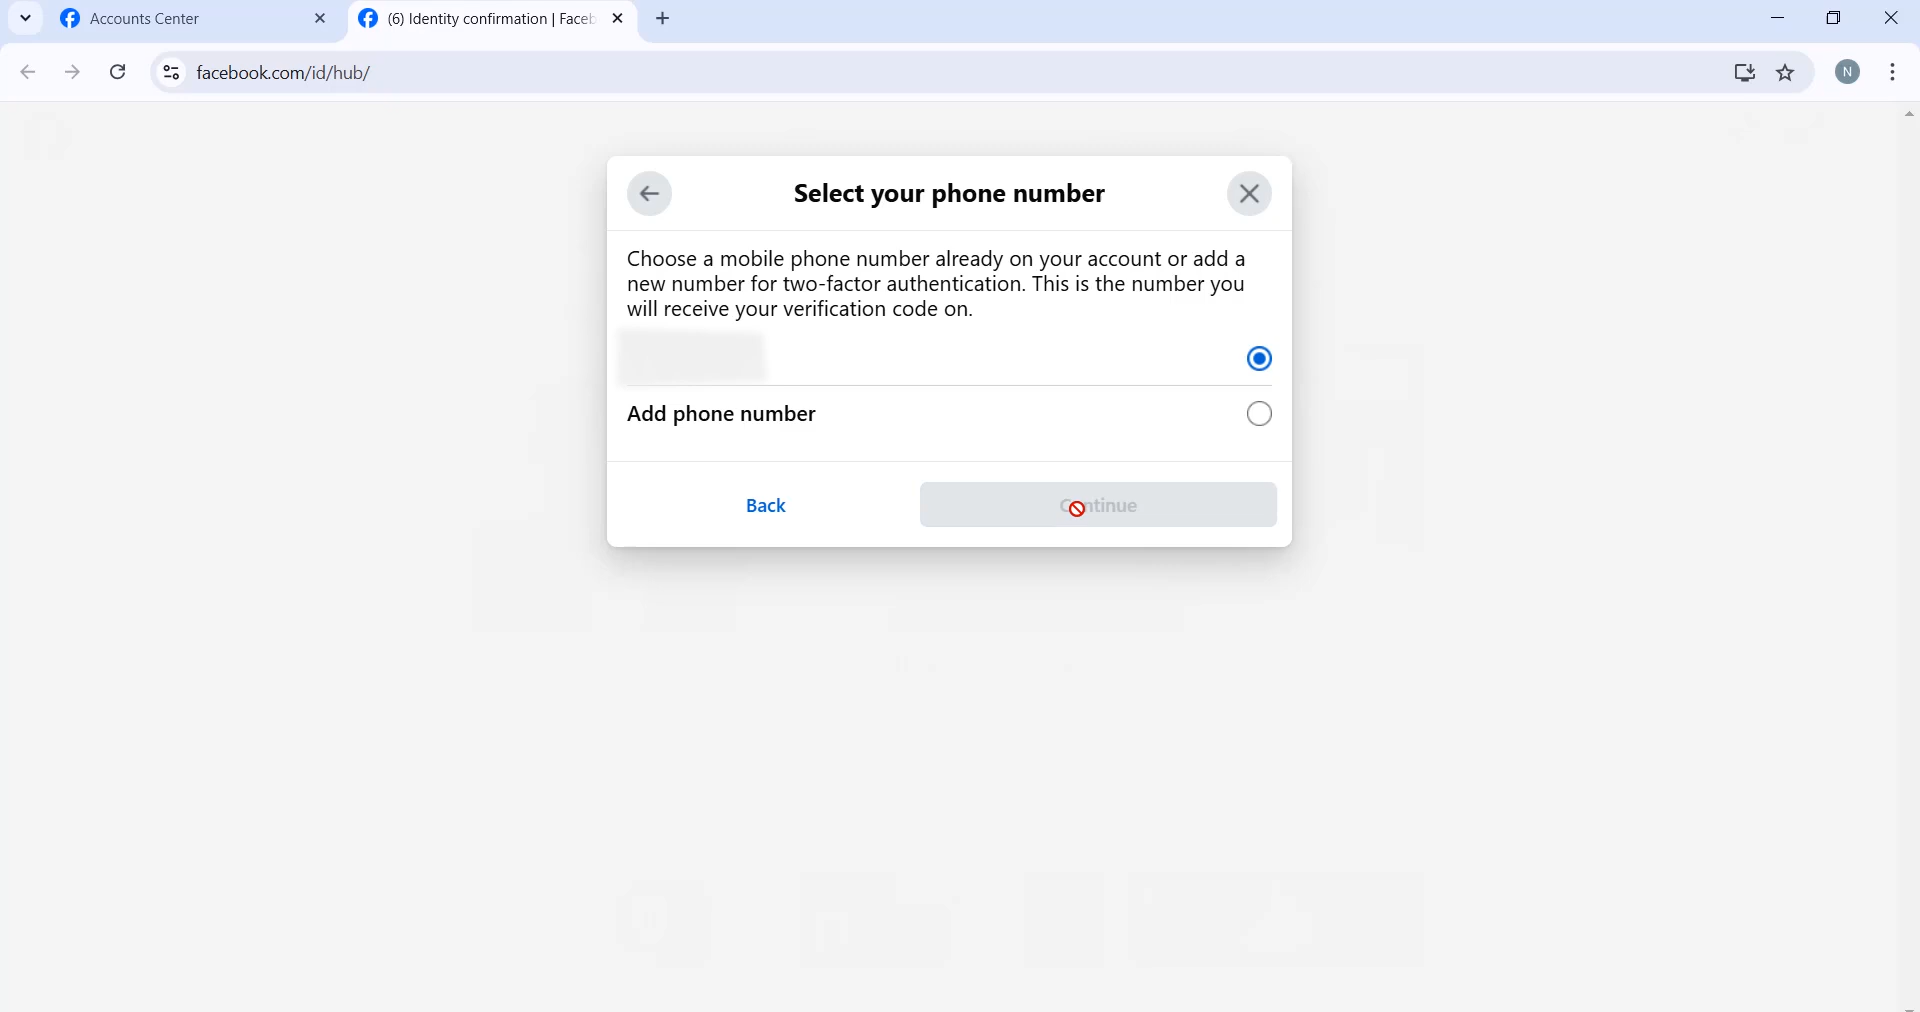 Accounts Center
(6) Identity confirmation | Faceb
facebook.com/id/hub/
N
Select your phone number
Choose a mobile phone number already on your account or add a
new number for two-factor authentication. This is the number you
will receive your verification code on.
Add phone number
Back